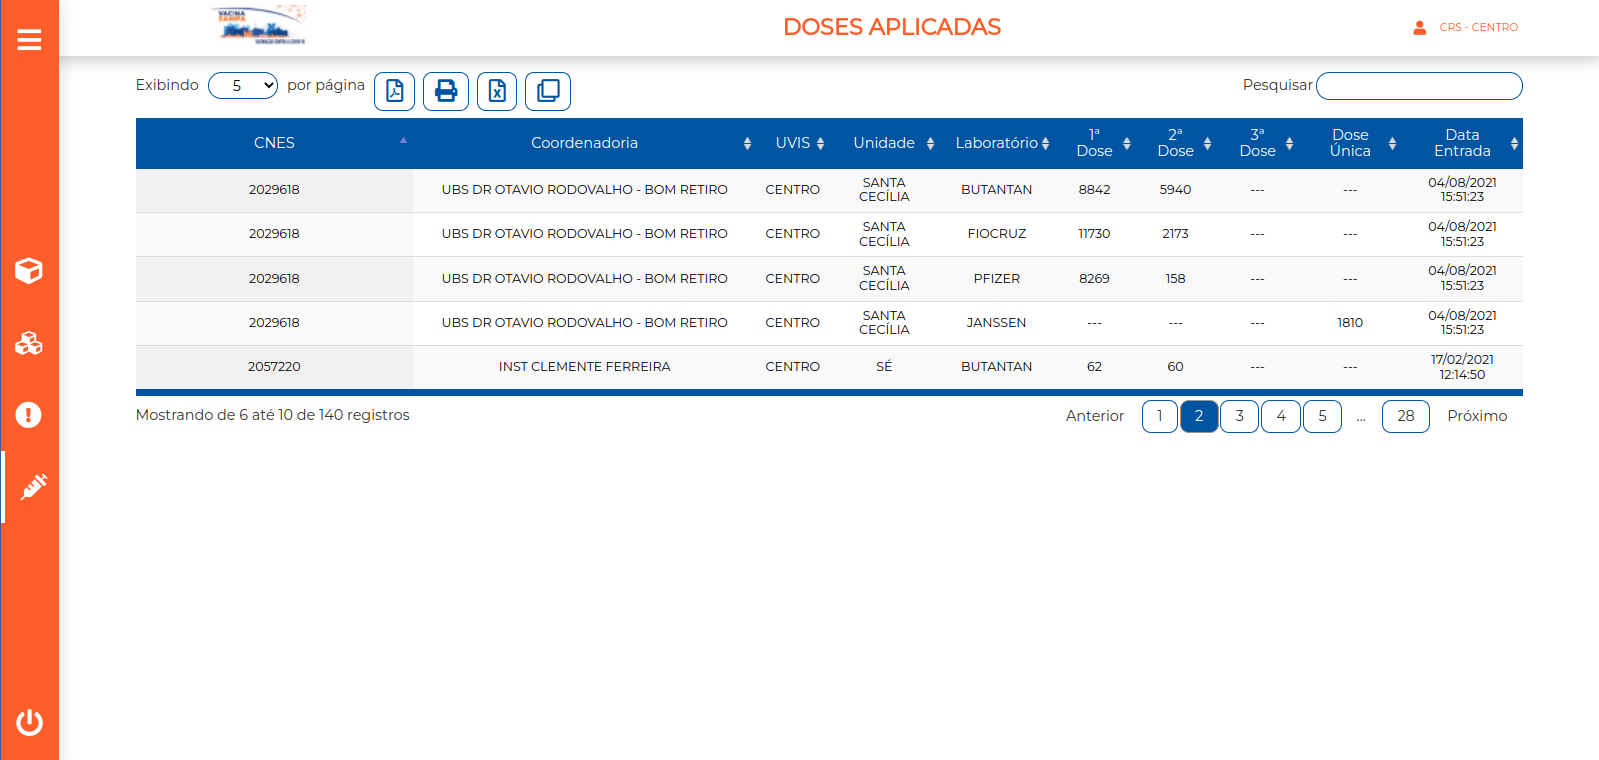 VACINA
SAMPA
DOSES APLICADAS
CRS - CENTRO
Exibindo 5 por página
Pesquisar
CNES Coordenadoria UVIS Unidade Laboratório 1ª Dose 2ª Dose 3ª Dose Dose Única Data Entrada
2029618 UBS DR OTAVIO RODOVALHO - BOM RETIRO CENTRO SANTA CECÍLIA BUTANTAN 8842 5940 --- --- 04/08/2021 15:51:23
2029618 UBS DR OTAVIO RODOVALHO - BOM RETIRO CENTRO SANTA CECÍLIA FIOCRUZ 11730 2173 --- --- 04/08/2021 15:51:23
2029618 UBS DR OTAVIO RODOVALHO - BOM RETIRO CENTRO SANTA CECÍLIA PFIZER 8269 158 --- --- 04/08/2021 15:51:23
2029618 UBS DR OTAVIO RODOVALHO - BOM RETIRO CENTRO SANTA CECÍLIA JANSSEN --- --- --- 1810 04/08/2021 15:51:23
2057220 INST CLEMENTE FERREIRA CENTRO SÉ BUTANTAN 62 60 --- --- 17/02/2021 12:14:50
Mostrando de 6 até 10 de 140 registros
Anterior 1 2 3 4 5 ... 28 Próximo